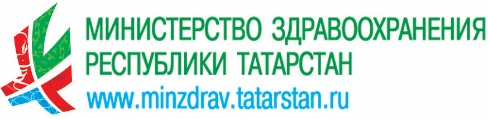 МИНИСТЕРСТВО ЗДРАВООХРАНЕНИЯ
РЕСПУБЛИКИ ТАТАРСТАН
www.minzdrav.tatarstan.ru